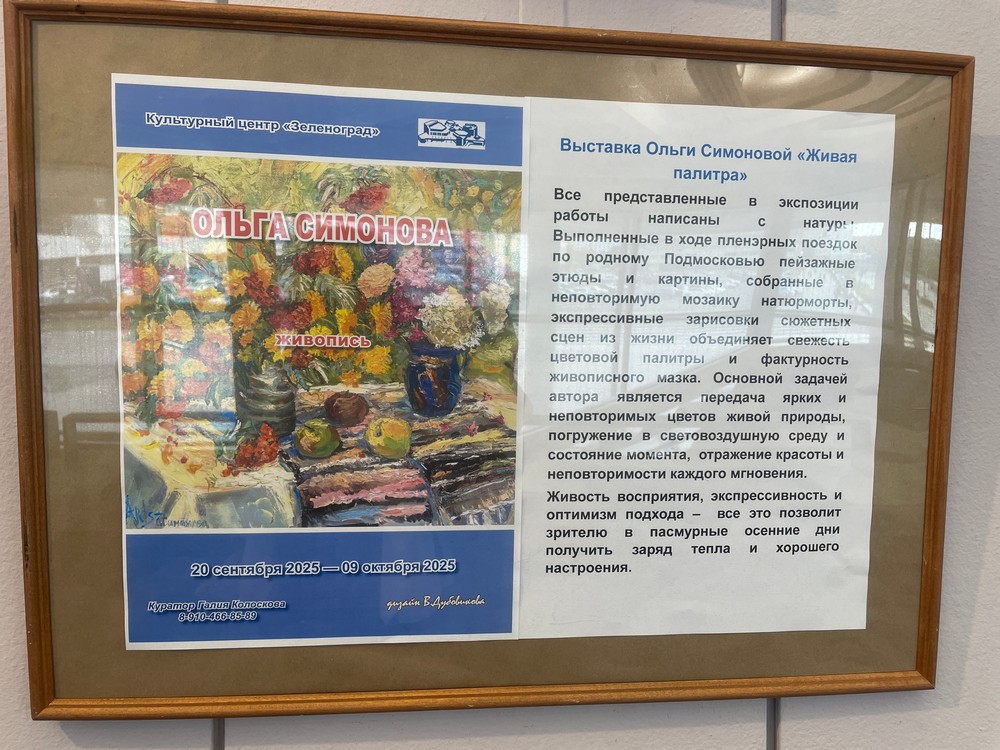 Культурный центр «Зеленоград»
ОЛЬГА СИМОНОВА
живопись
20 сентября 2025 — 09 октября 2025
Куратор Галия Колоскова
8-910-466-85-89
дизайн В.Дубовикова
Выставка Ольги Симоновой «Живая
палитра»
Все представленные в экспозиции
работы написаны с натуры.
Выполненные в ходе пленэрных поездок
по родному Подмосковью пейзажные
этюды и картины, собранные в
неповторимую мозаику натюрморты,
экспрессивные зарисовки сюжетных
сцен из жизни объединяет свежесть
цветовой палитры и фактурность
живописного мазка. Основной задачей
автора является передача ярких и
неповторимых цветов живой природы,
погружение в световоздушную среду и
состояние момента, отражение красоты и
неповторимости каждого мгновения.
Живость восприятия, экспрессивность и
оптимизм подхода – все это позволит
зрителю в пасмурные осенние дни
получить заряд тепла и хорошего
настроения.